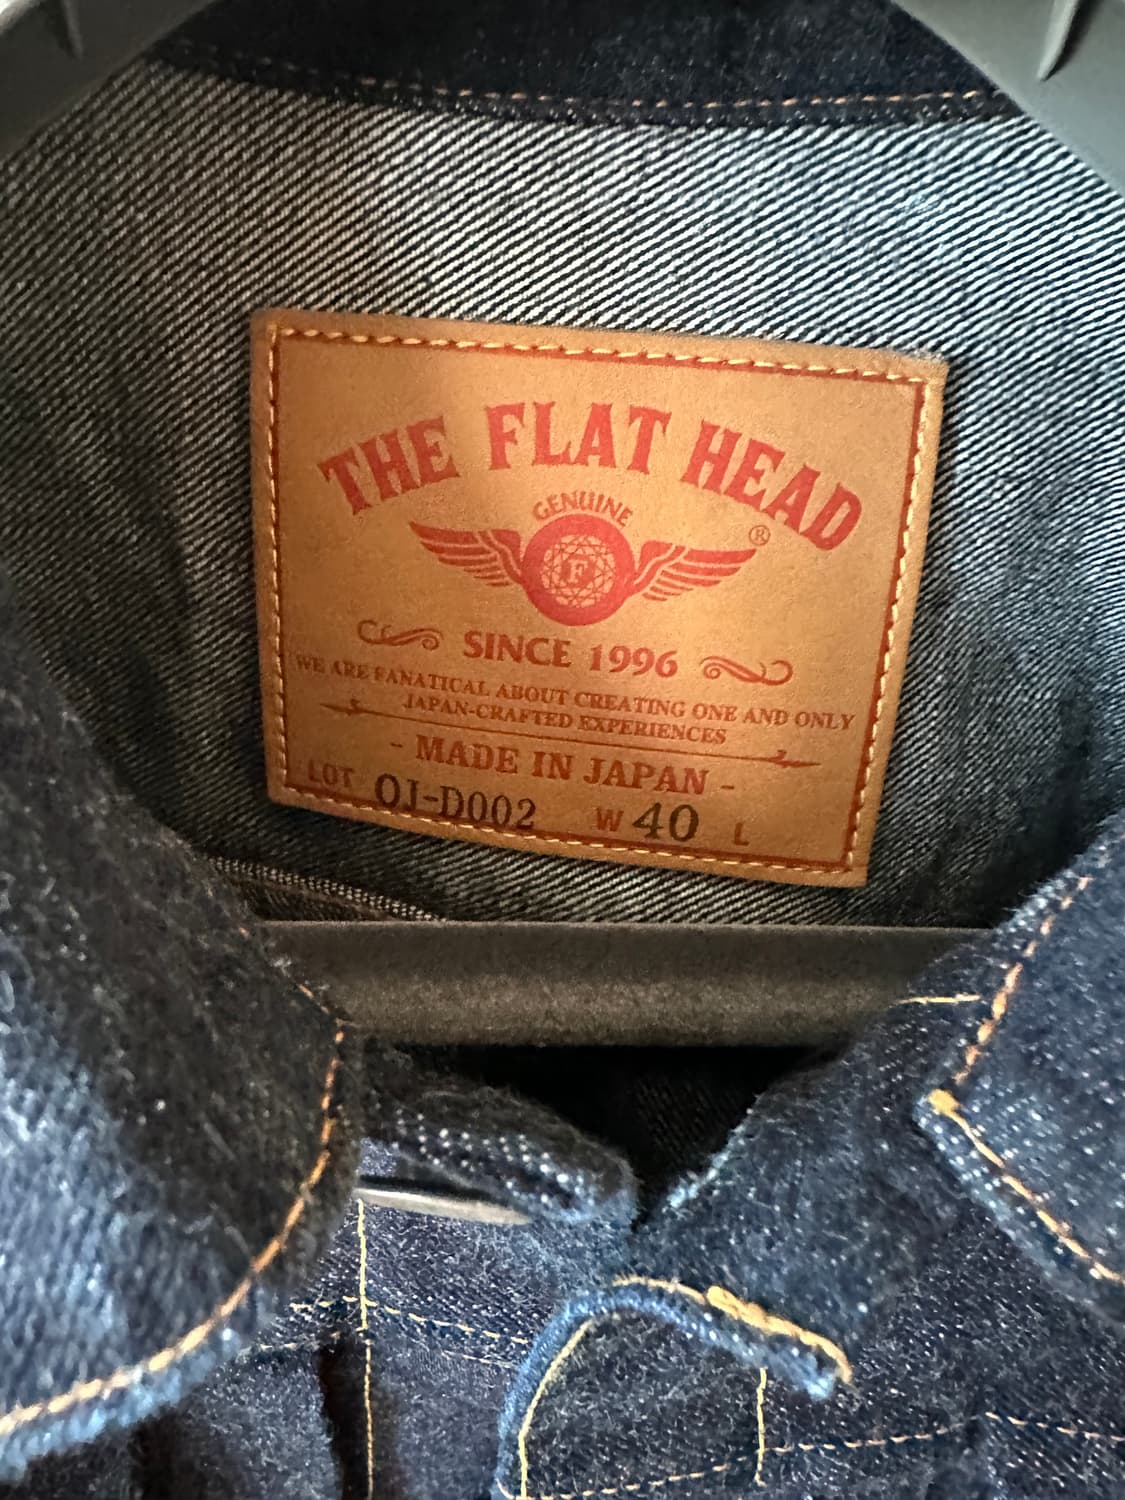 THE FLAT HEAD
GENUINE
®
F
SINCE 1996
WE ARE FANATICAL ABOUT CREATING ONE AND ONLY
JAPAN-CRAFTED EXPERIENCES
- MADE IN JAPAN -
LOT OJ-D002 W 40 L